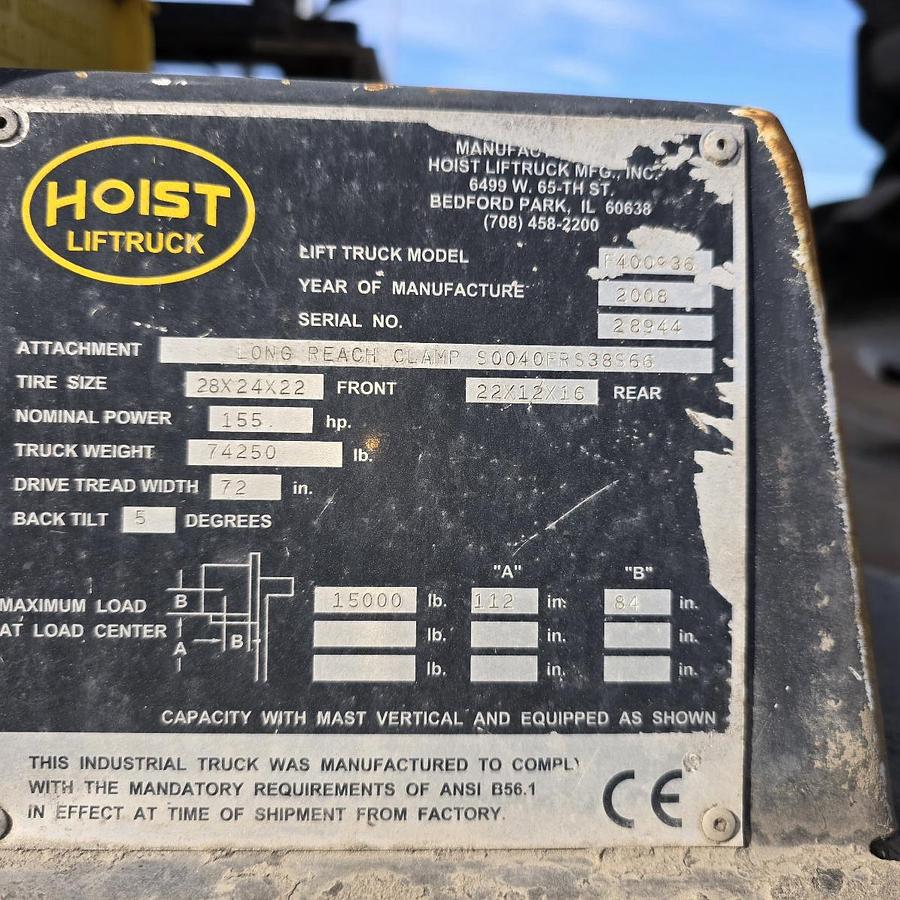 HOIST
LIFTRUCK
HOIST LIFTRUCK MFG., INC.
6499 W. 65-TH ST.
BEDFORD PARK, IL 60638
(708) 458-2200
LIFT TRUCK MODEL
YEAR OF MANUFACTURE 2008
SERIAL NO. 28944
ATTACHMENT LONG REACH CLAMP
TIRE SIZE 28X24X22 FRONT 22X12X16 REAR
NOMINAL POWER 155. hp.
TRUCK WEIGHT 74250 lb.
DRIVE TREAD WIDTH 72 in.
BACK TILT 5 DEGREES
"A" "B"
MAXIMUM LOAD B 15000 lb. 112 in. 84 in.
AT LOAD CENTER A B lb. in. in.
lb. in. in.
CAPACITY WITH MAST VERTICAL AND EQUIPPED AS SHOWN
THIS INDUSTRIAL TRUCK WAS MANUFACTURED TO COMPLY
WITH THE MANDATORY REQUIREMENTS OF ANSI B56.1
IN EFFECT AT TIME OF SHIPMENT FROM FACTORY.
CE